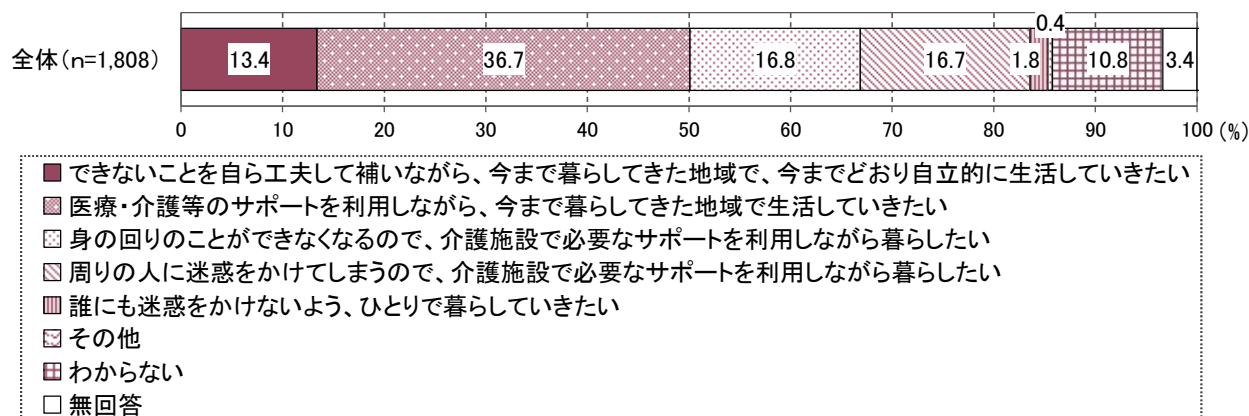 0.4
全体(n=1,808) 13.4 36.7 16.8 16.7 1.8 10.8 3.4
0 10 20 30 40 50 60 70 80 90 100 (%)
できないことを自ら工夫して補いながら、今まで暮らしてきた地域で、今までどおり自立的に生活していきたい
医療・介護等のサポートを利用しながら、今まで暮らしてきた地域で生活していきたい
身の回りのことができなくなるので、介護施設で必要なサポートを利用しながら暮らしたい
周りの人に迷惑をかけてしまうので、介護施設で必要なサポートを利用しながら暮らしたい
誰にも迷惑をかけないよう、ひとりで暮らしていきたい
その他
わからない
無回答